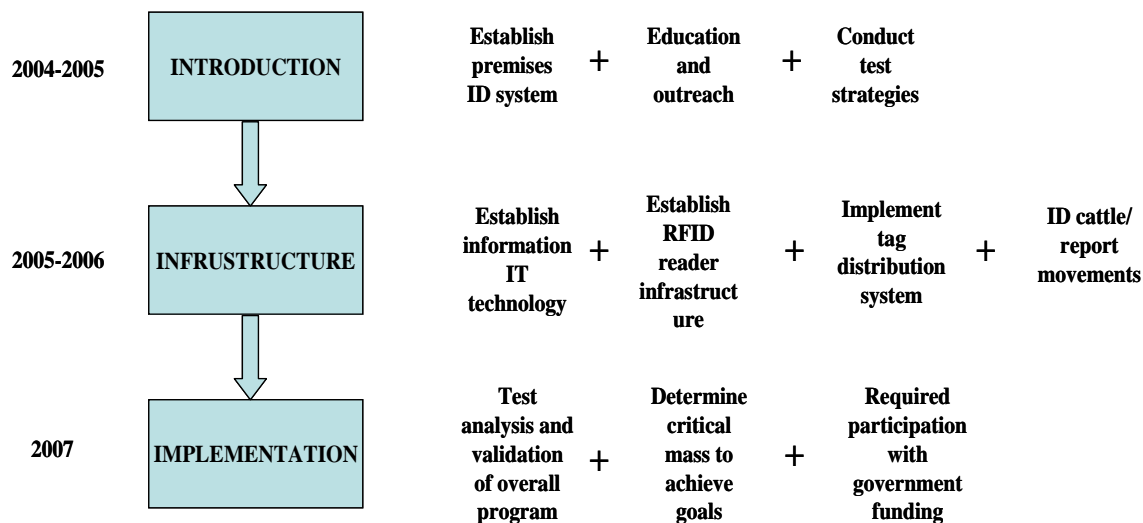 2004-2005
INTRODUCTION
Establish
premises
ID system
+
Education
and
outreach
+
Conduct
test
strategies
2005-2006
INFRUSTRUCTURE
Establish
information
IT
technology
+
Establish
RFID
reader
infrastruct
ure
+
Implement
tag
distribution
system
+
ID cattle/
report
movements
2007
IMPLEMENTATION
Test
analysis and
validation
of overall
program
+
Determine
critical
mass to
achieve
goals
+
Required
participation
with
government
funding